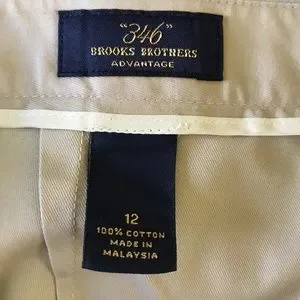 "346"
BROOKS BROTHERS
ADVANTAGE
12
100% COTTON
MADE IN
MALAYSIA